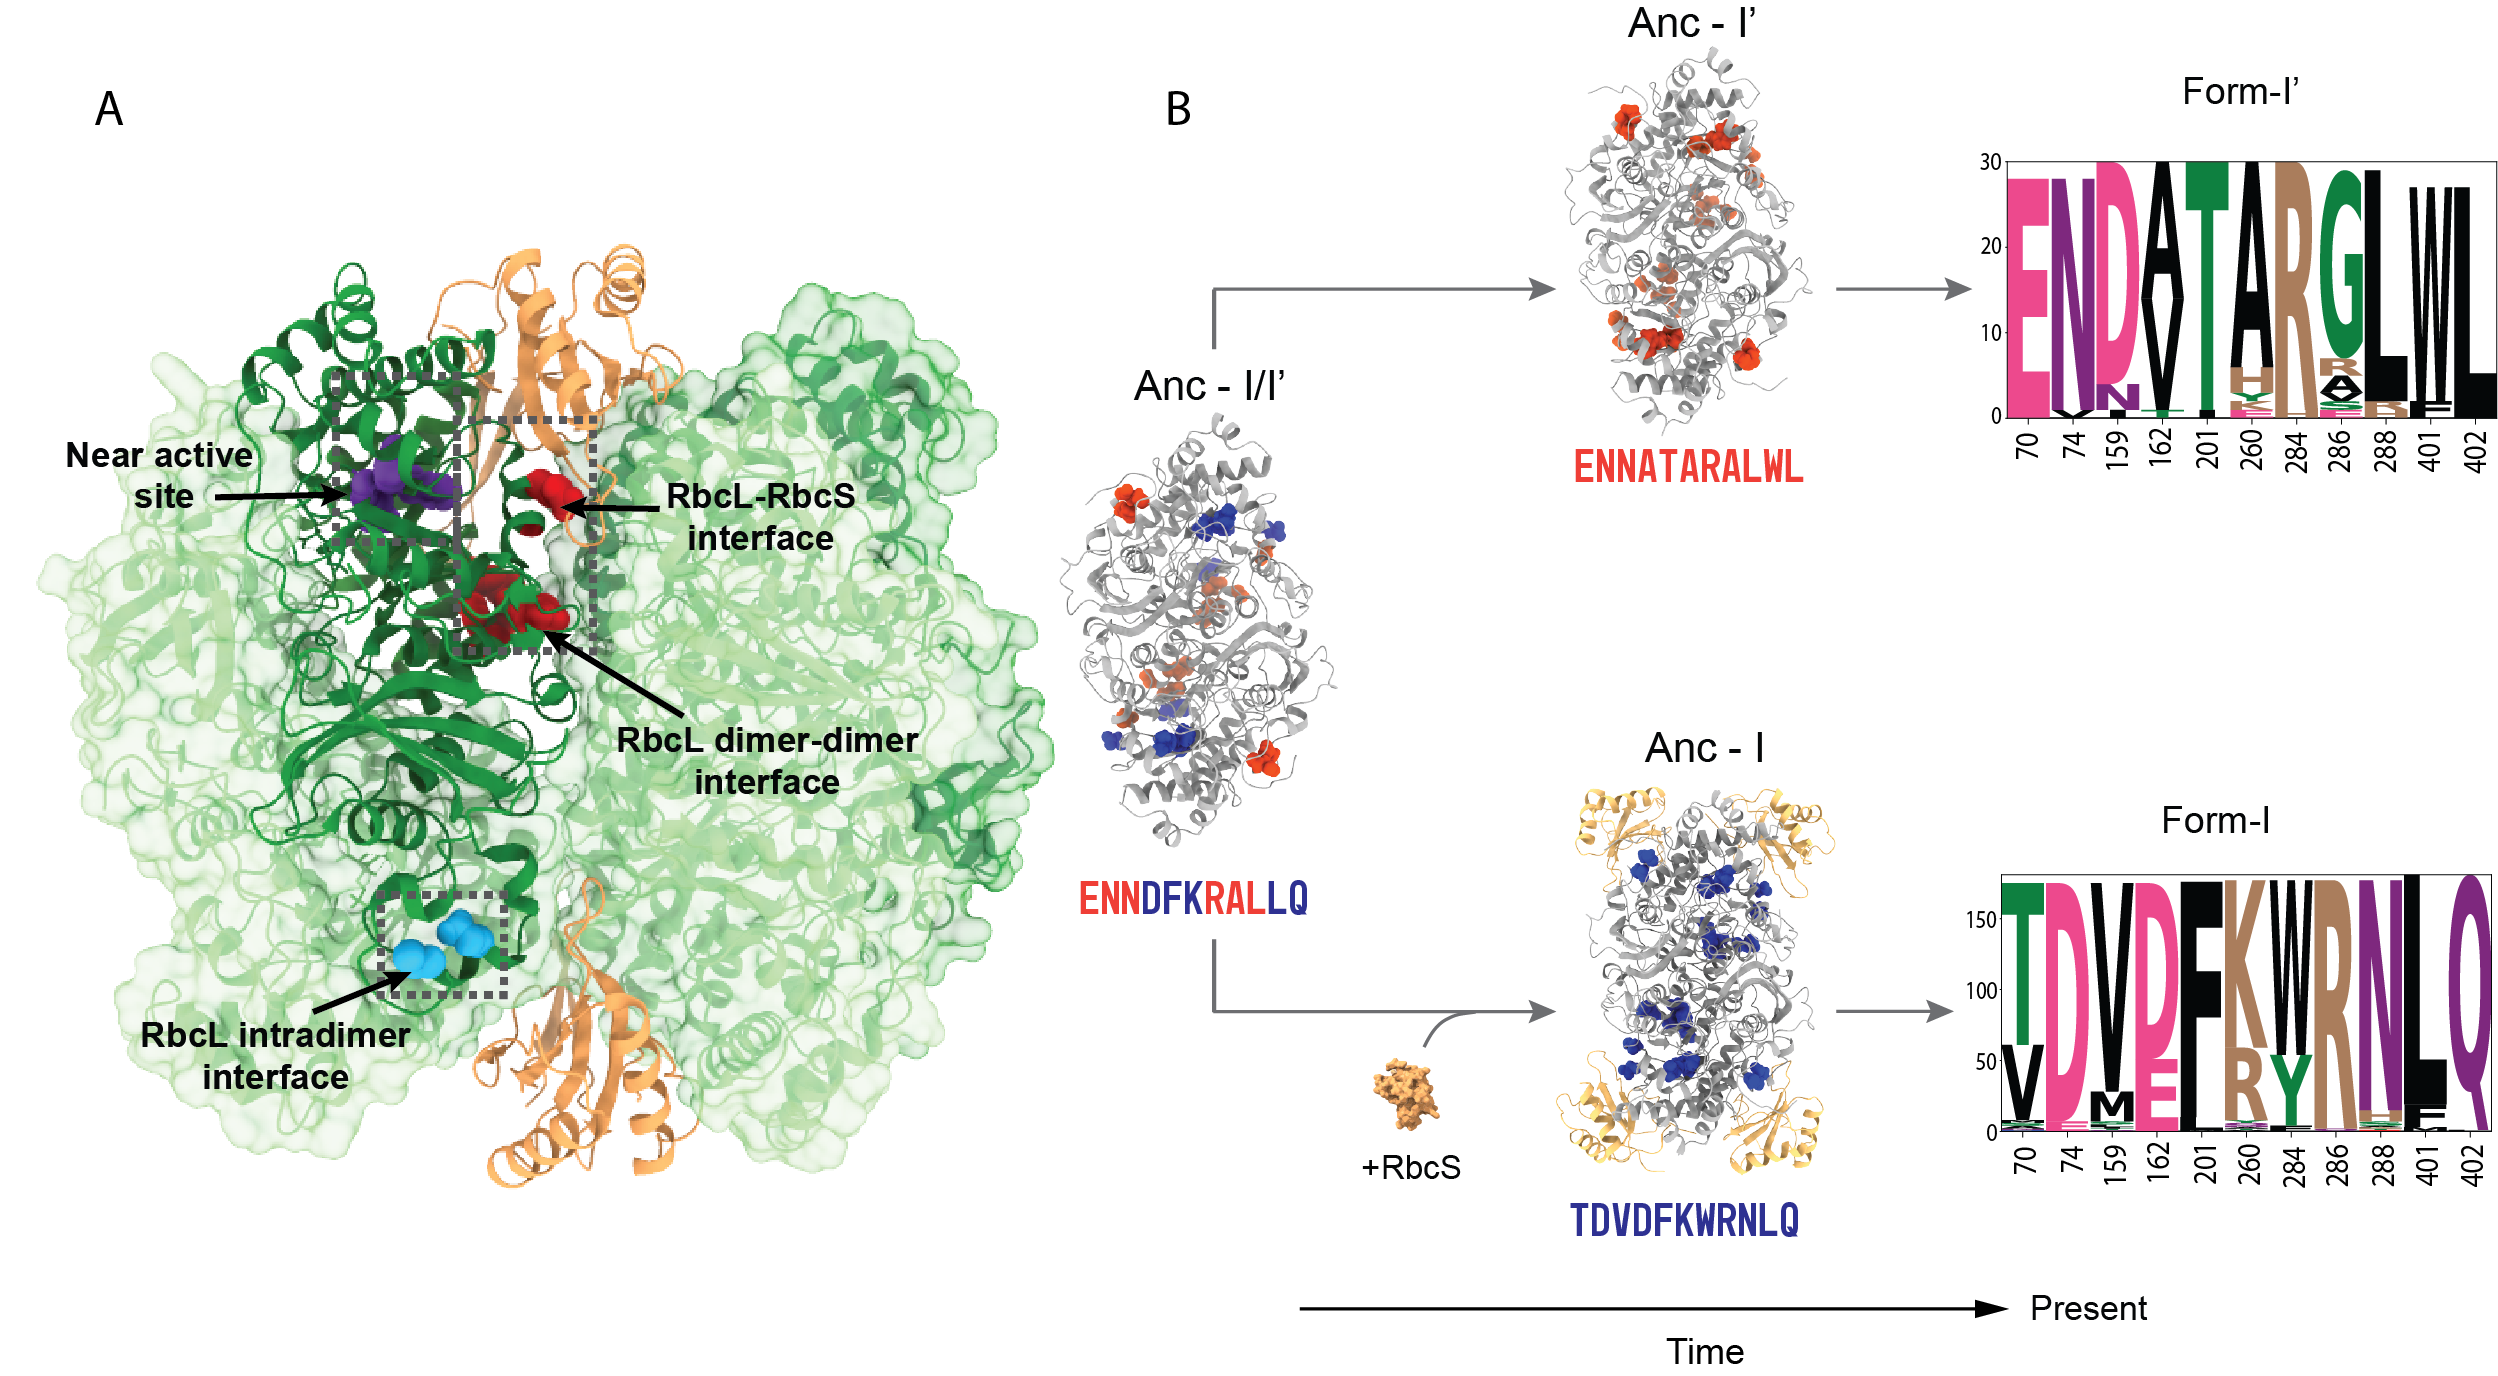 A
Near active
site
RbcL-RbcS
interface
RbcL dimer-dimer
interface
RbcL intradimer
interface
B
Anc - I/I’
ENNDFKRALLQ
Anc - I’
ENNATARALWL
Form-I’
30
20
10
0
70 74 159 162 201 260 284 286 288 401 402
+RbcS
Anc - I
TDVDFKWRNLQ
Form-I
150
100
50
0
70 74 159 162 201 260 284 286 288 401 402
Present
Time